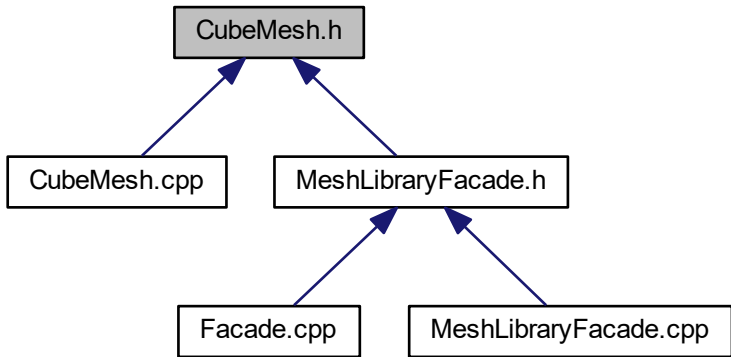 CubeMesh.h
CubeMesh.cpp
MeshLibraryFacade.h
Facade.cpp
MeshLibraryFacade.cpp